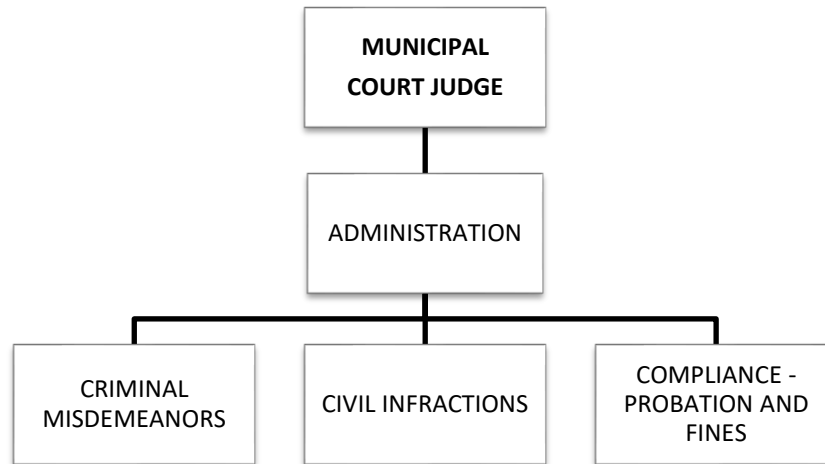 MUNICIPAL
COURT JUDGE
ADMINISTRATION
CRIMINAL
MISDEMEANORS
CIVIL INFRACTIONS
COMPLIANCE -
PROBATION AND
FINES